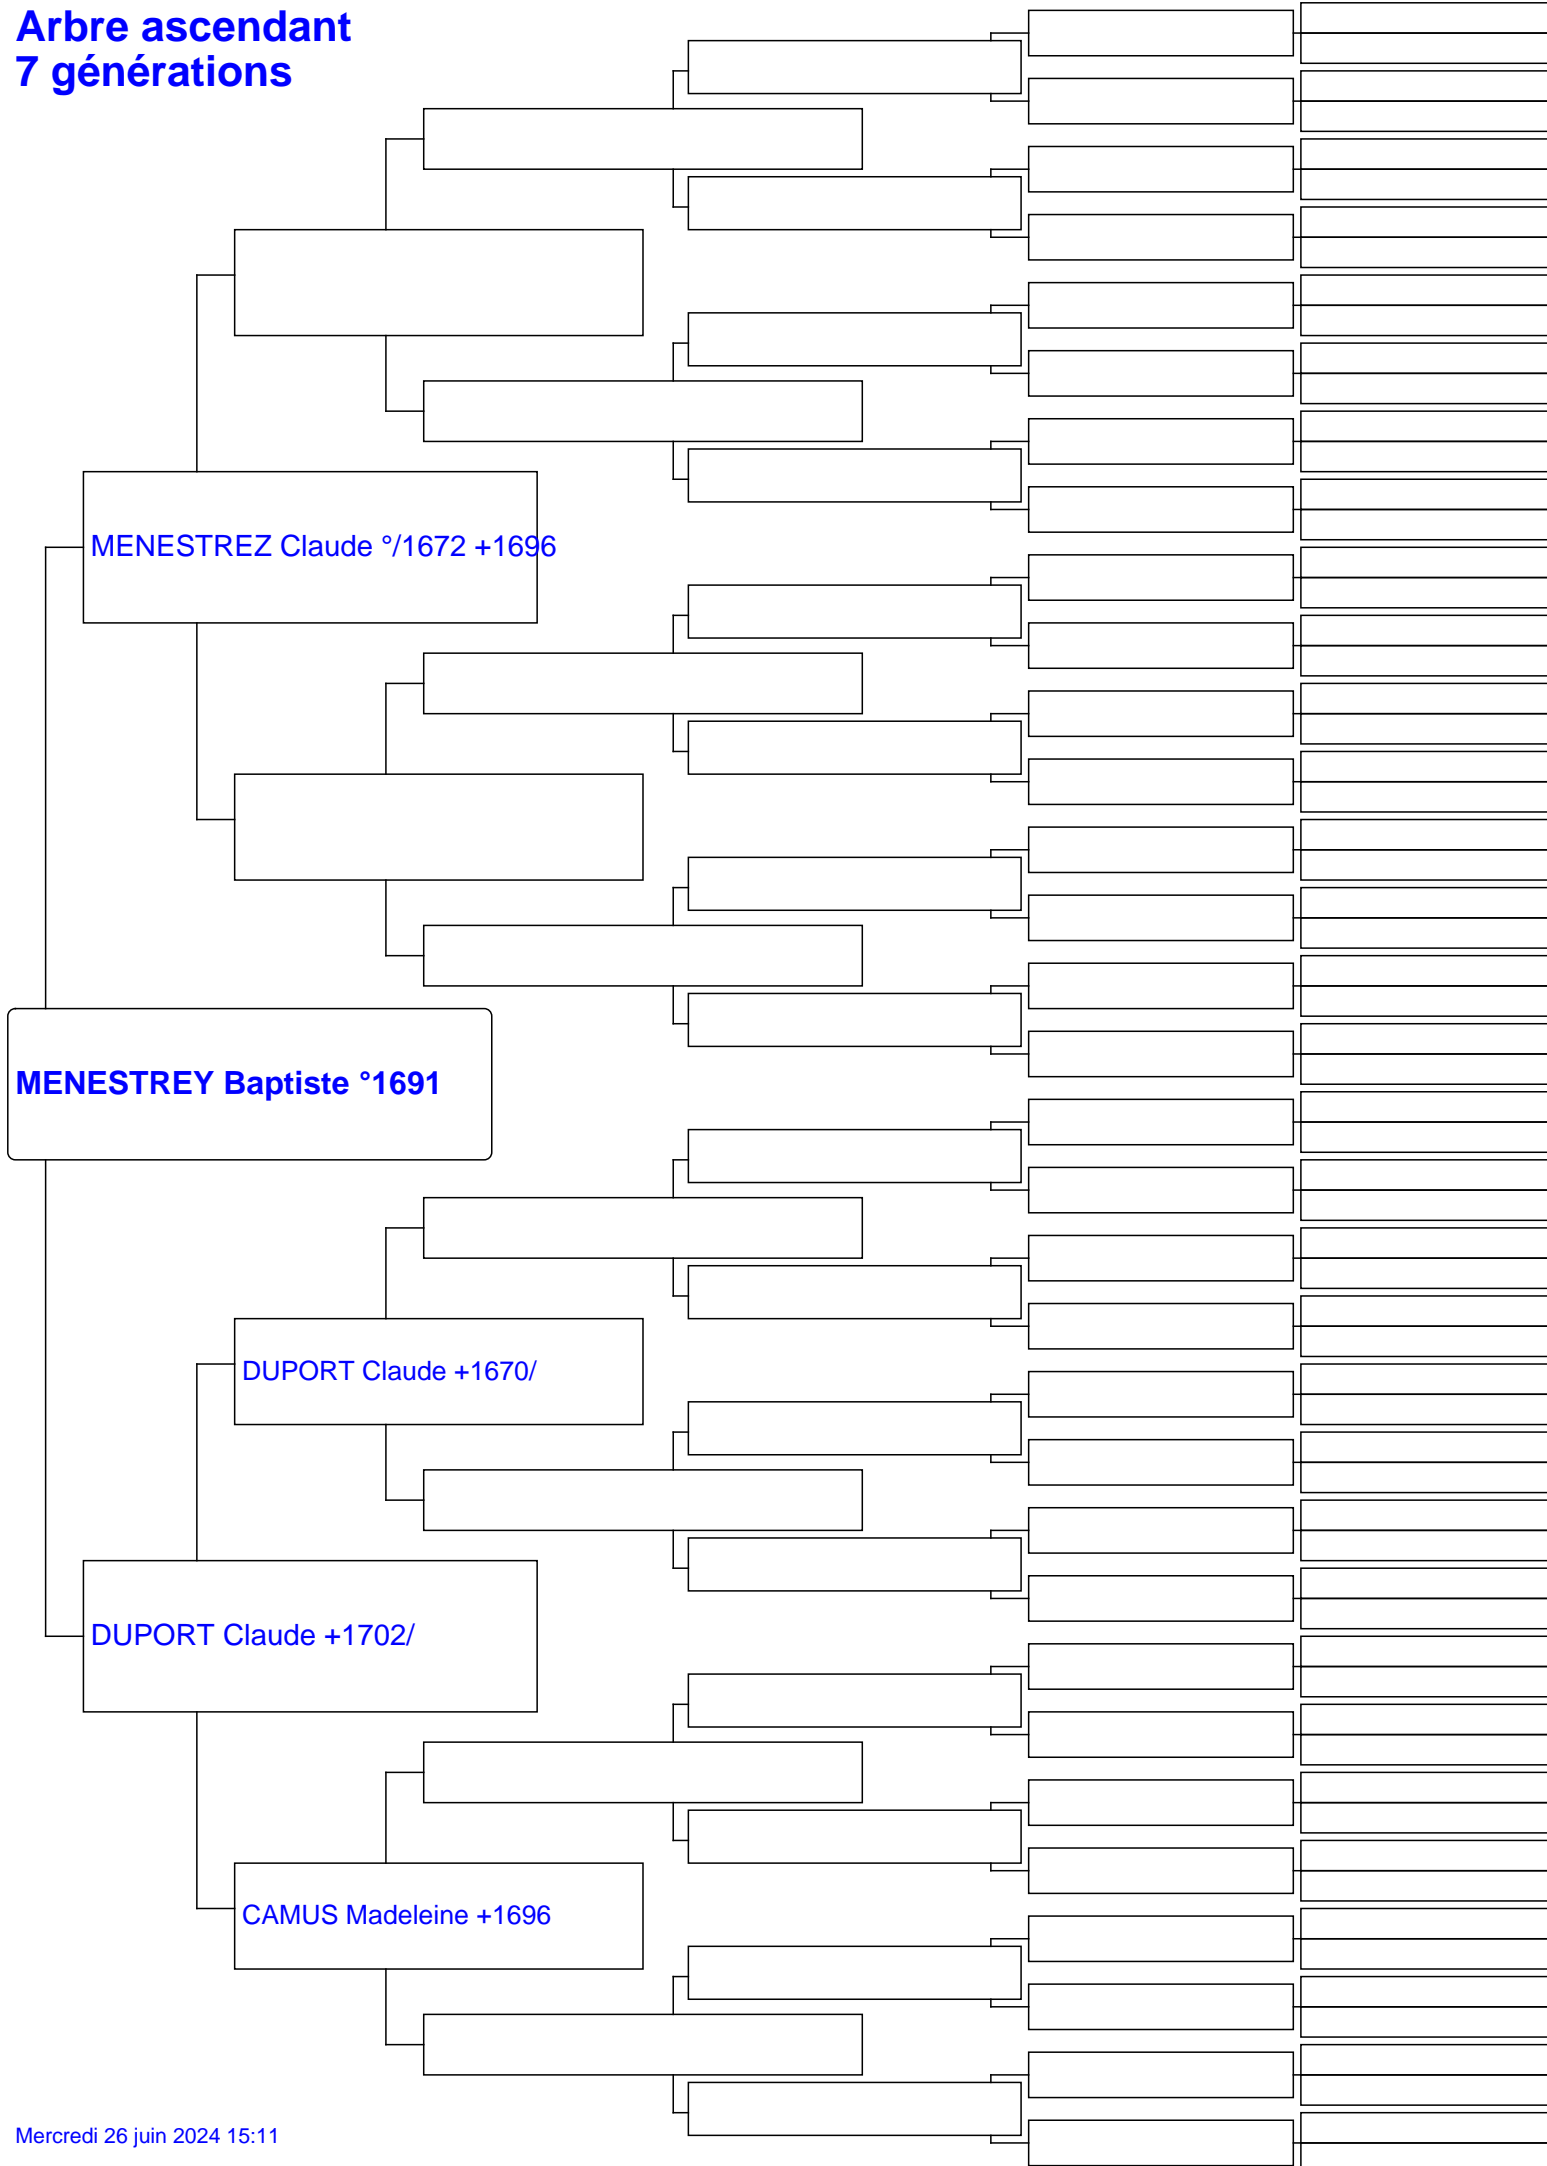 Arbre ascendant
7 générations
MENESTREZ Claude °/1672 +1696
MENESTREY Baptiste °1691
DUPORT Claude +1670/
DUPORT Claude +1702/
CAMUS Madeleine +1696
Mercredi 26 juin 2024 15:11